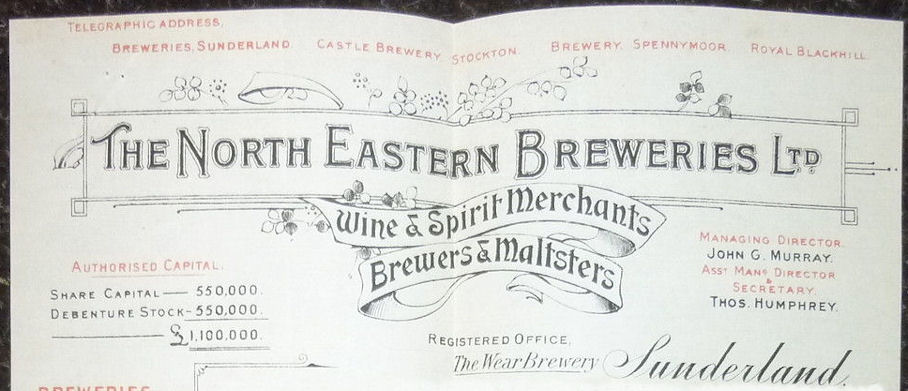 TELEGRAPHIC ADDRESS,
BREWERIES, SUNDERLAND. CASTLE BREWERY STOCKTON. BREWERY. SPENNYMOOR. ROYAL BLACKHILL.
THE NORTH EASTERN BREWERIES LTD.
Wine & Spirit Merchants
Brewers & Maltsters
MANAGING DIRECTOR.
JOHN G. MURRAY.
ASST MANG DIRECTOR
&
SECRETARY.
THOS. HUMPHREY.
AUTHORISED CAPITAL.
SHARE CAPITAL — 550,000.
DEBENTURE STOCK - 550,000.
£1,100,000.
REGISTERED OFFICE,
The Wear Brewery Sunderland,
BREWERIES